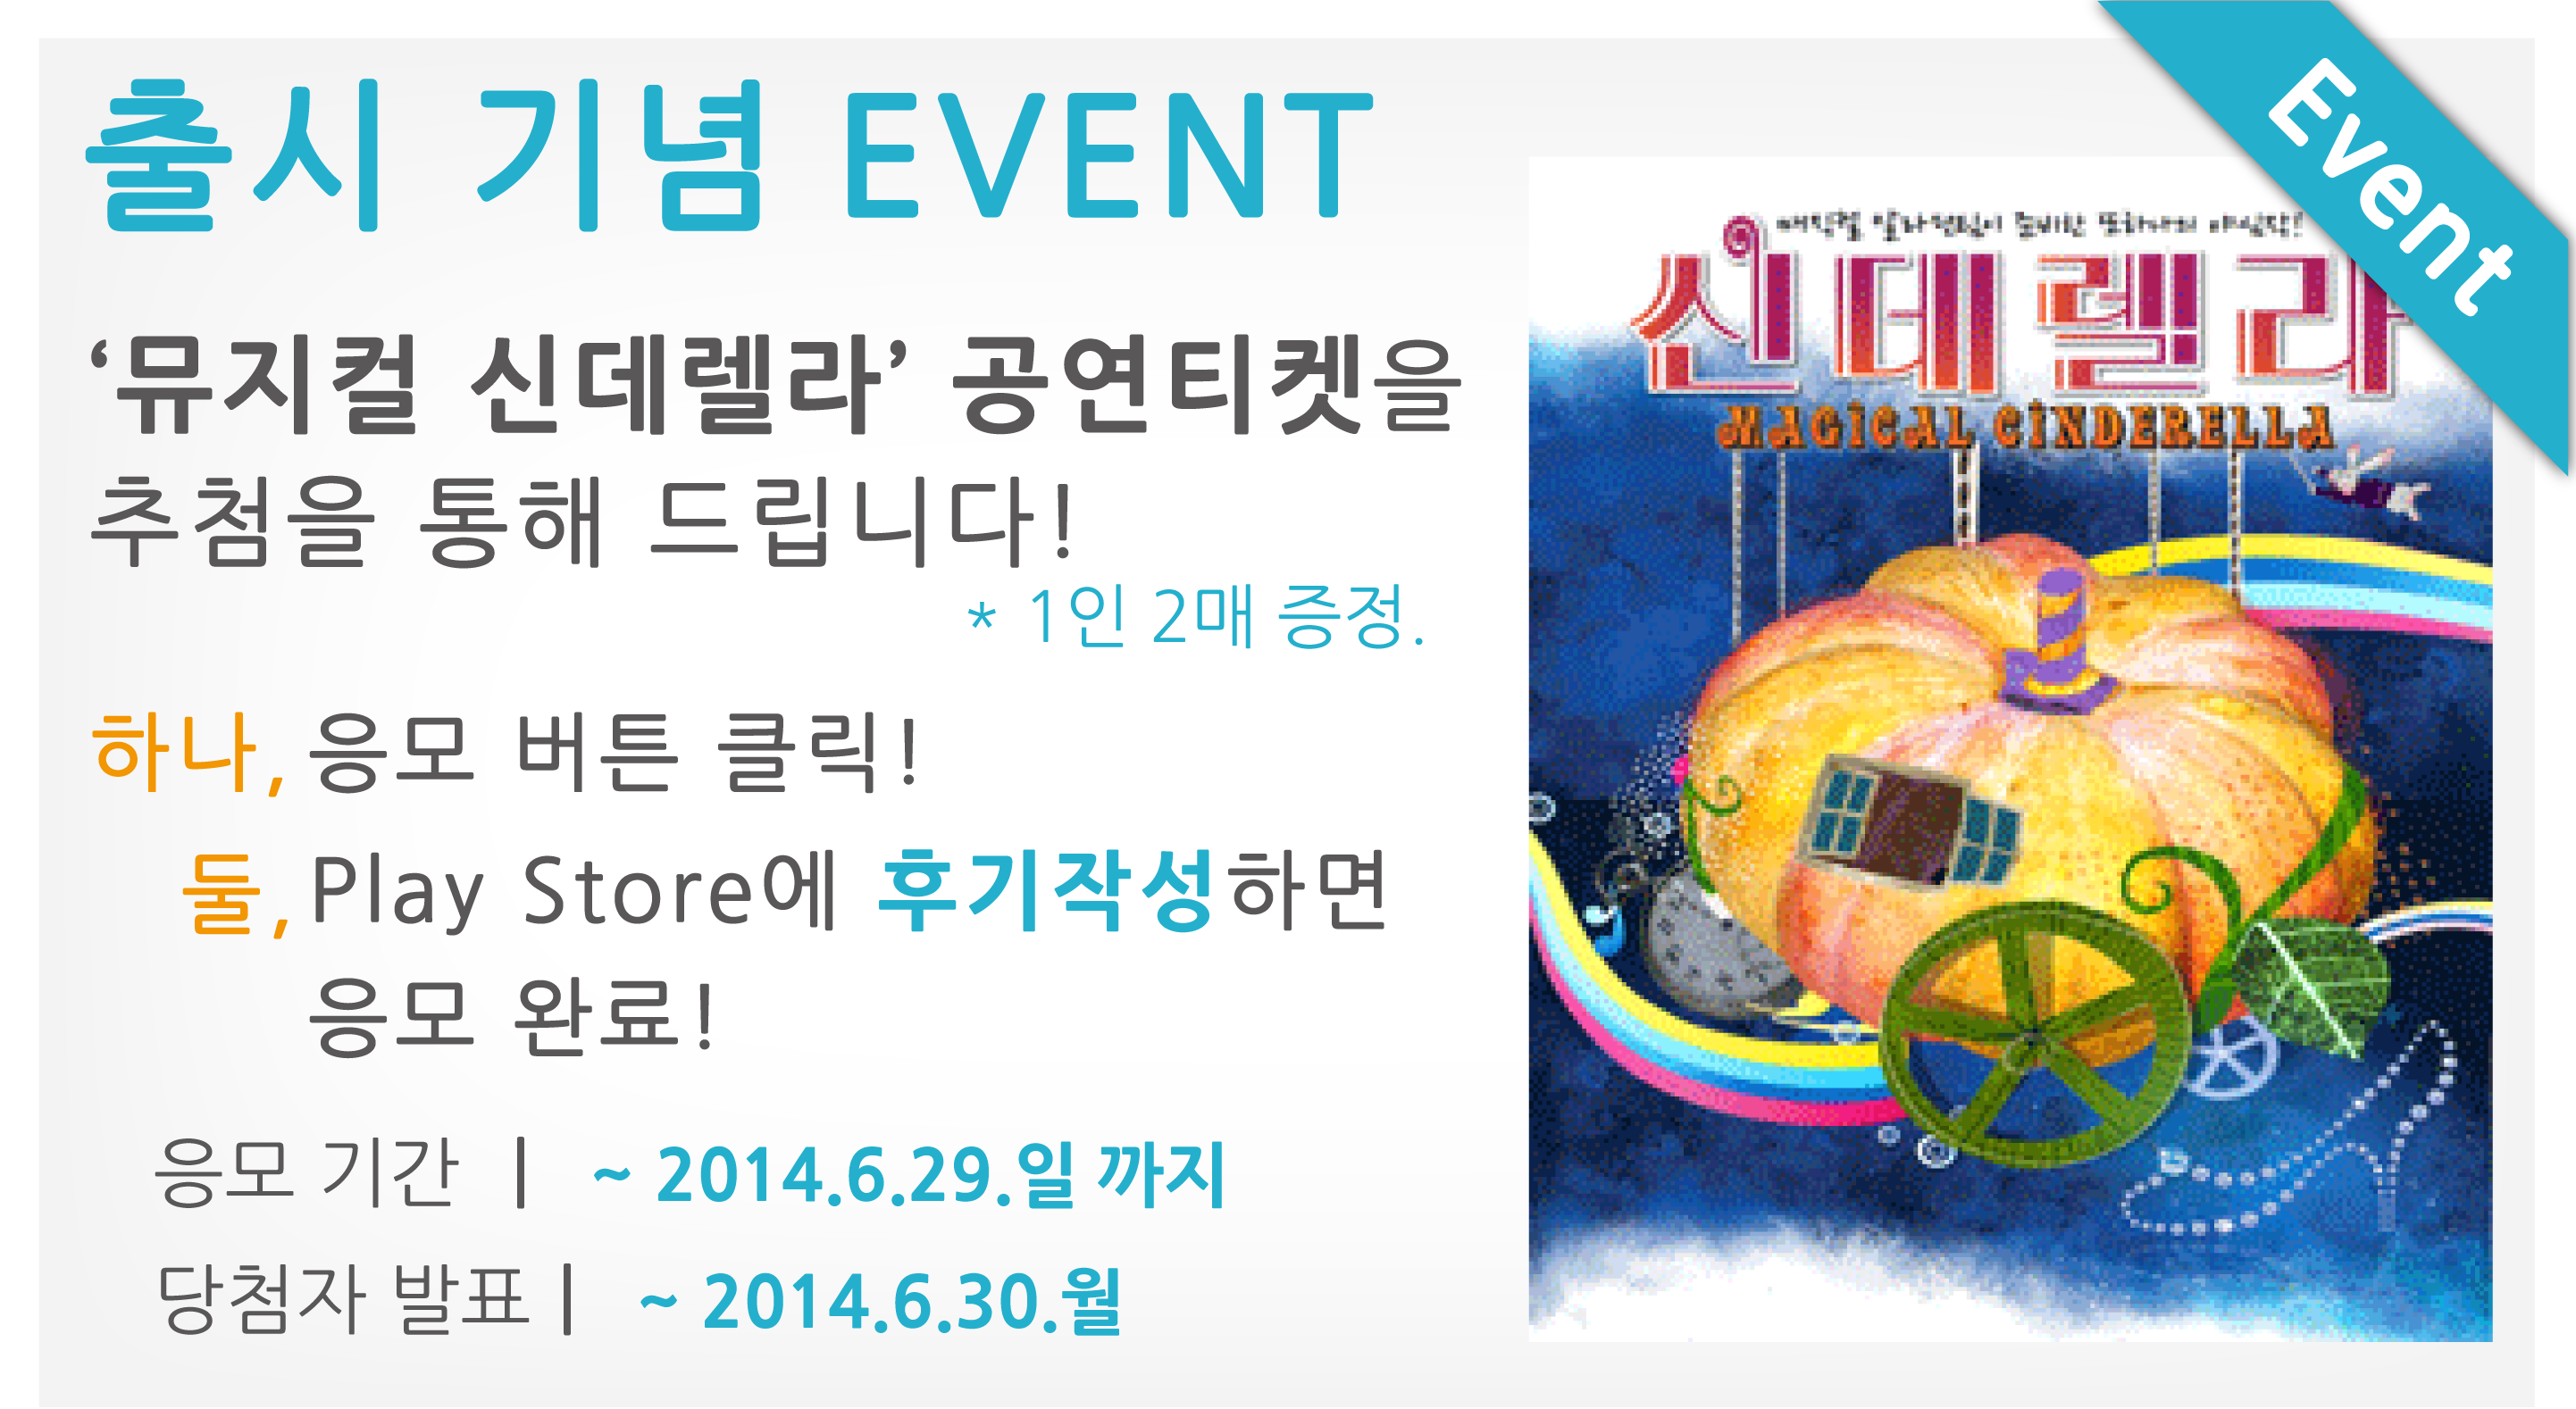 출시 기념 EVENT
‘뮤지컬 신데렐라’ 공연티켓을
추첨을 통해 드립니다!
* 1인 2매 증정.
하나, 응모 버튼 클릭!
둘, Play Store에 후기작성하면
응모 완료!
응모 기간 | ~ 2014.6.29.일 까지
당첨자 발표 | ~ 2014.6.30.월
Event
신데렐라
MAGICAL CINDERELLA